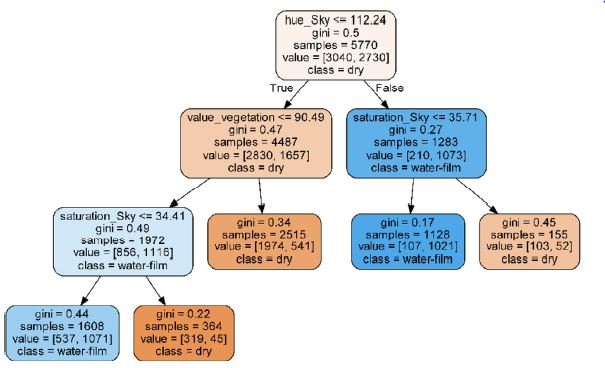 hue_Sky <= 112.24
gini = 0.5
samples = 5770
value = [3040, 2730]
class = dry
True
False
value_vegetation <= 90.49
gini = 0.47
samples = 4487
value = [2830, 1657]
class = dry
saturation_Sky <= 35.71
gini = 0.27
samples = 1283
value = [210, 1073]
class = water-film
saturation_Sky <= 34.41
gini = 0.49
samples = 1972
value = [856, 1116]
class = water-film
gini = 0.34
samples = 2515
value = [1974, 541]
class = dry
gini = 0.17
samples = 1128
value = [107, 1021]
class = water-film
gini = 0.45
samples = 155
value = [103, 52]
class = dry
gini = 0.44
samples = 1608
value = [537, 1071]
class = water-film
gini = 0.22
samples = 364
value = [319, 45]
class = dry